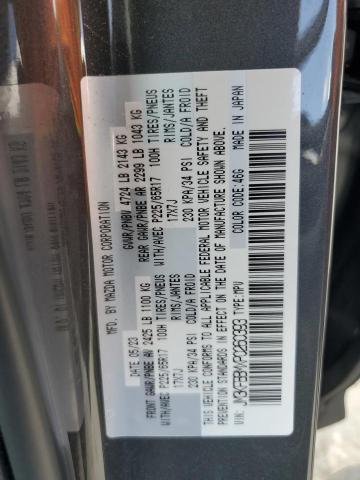 MFD. BY MAZDA MOTOR CORPORATION
DATE 05/23 GVWR/PNBV 4724 LB 2143 KG
FRONT GAWR/PNBE AV 2425 LB 1100 KG REAR GAWR/PNBE AR 2299 LB 1043 KG
WITH/AVEC P225/65R17 100H TIRES/PNEUS WITH/AVEC P225/65R17 100H TIRES/PNEUS
17X7J RIMS/JANTES 17X7J RIMS/JANTES
230 KPA/34 PSI COLD/A FROID 230 KPA/34 PSI COLD/A FROID
THIS VEHICLE CONFORMS TO ALL APPLICABLE FEDERAL MOTOR VEHICLE SAFETY AND THEFT
PREVENTION STANDARDS IN EFFECT ON THE DATE OF MANUFACTURE SHOWN ABOVE.
MADE IN JAPAN
VIN: TYPE:MPV COLOR CODE:46G